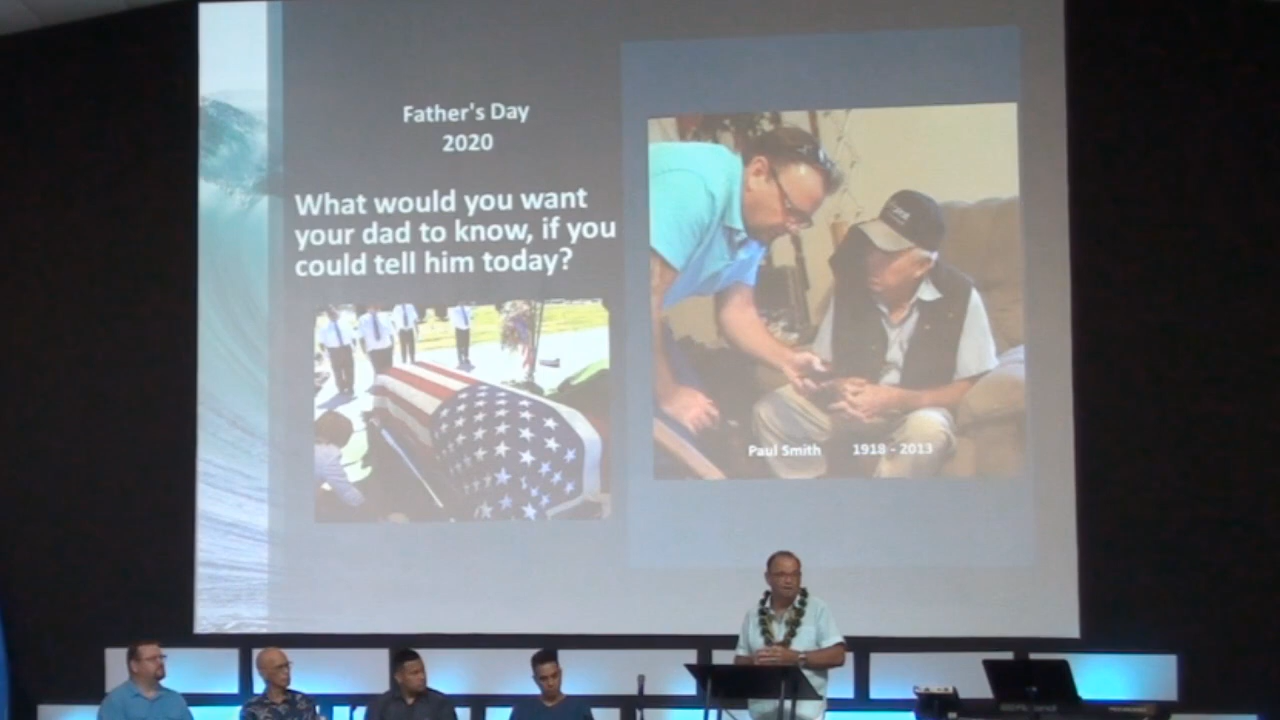 Father's Day
2020
What would you want
your dad to know, if you
could tell him today?
Paul Smith 1918 - 2013